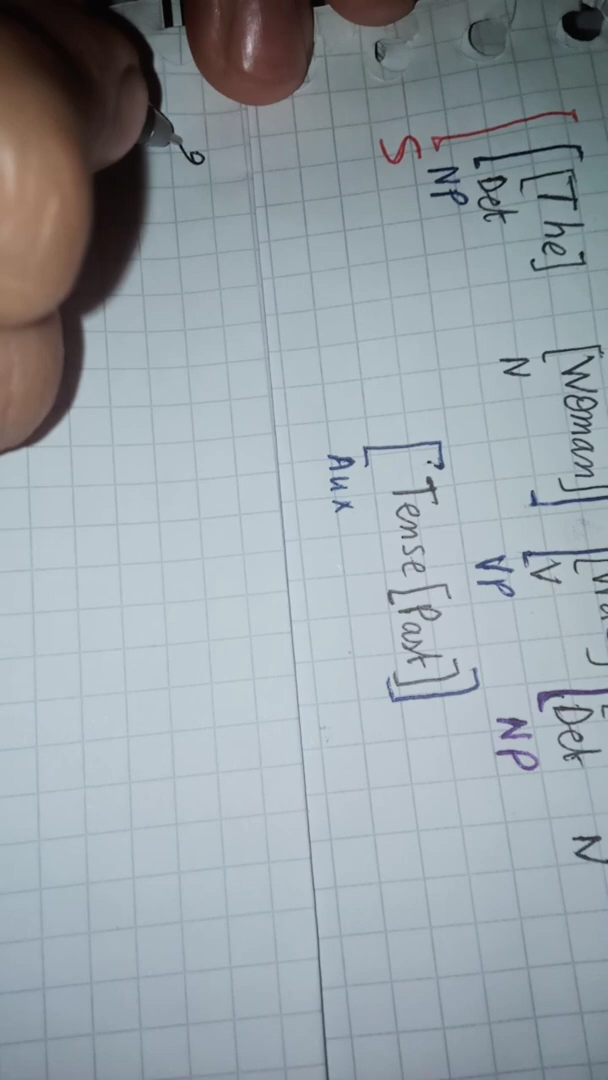 [[[The] [Woman]]
S NP Det N VP V NP Det N
[Tense[Past]]
Aux